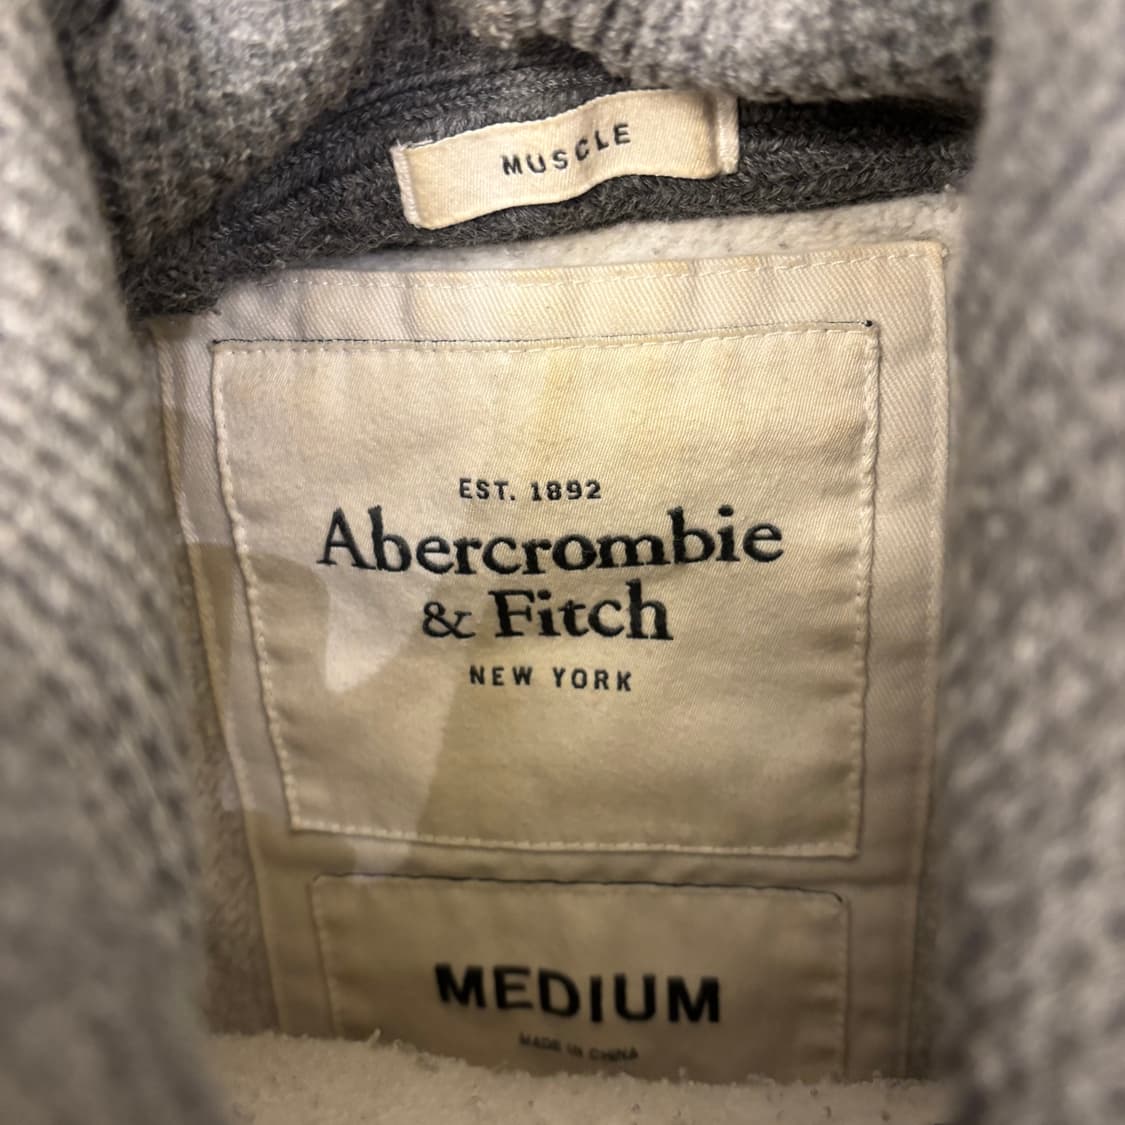 MUSCLE
EST. 1892
Abercrombie
& Fitch
NEW YORK
MEDIUM
MADE IN CHINA